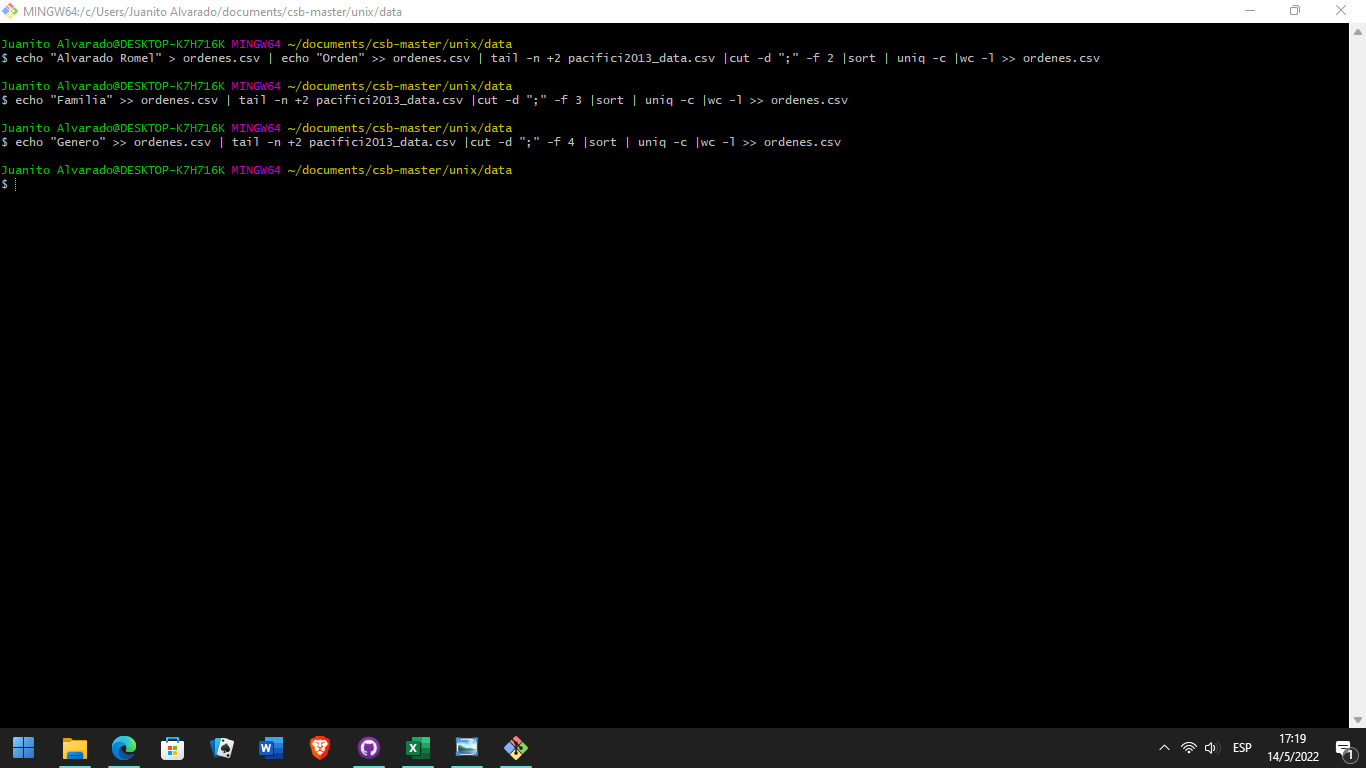 MINGW64:/c/Users/Juanito Alvarado/documents/csb-master/unix/data
Juanito Alvarado@DESKTOP-K7H716K MINGW64 ~/documents/csb-master/unix/data
$ echo "Alvarado Romel" > ordenes.csv | echo "Orden" >> ordenes.csv | tail -n +2 pacifici2013_data.csv |cut -d ";" -f 2 |sort | uniq -c |wc -l >> ordenes.csv
Juanito Alvarado@DESKTOP-K7H716K MINGW64 ~/documents/csb-master/unix/data
$ echo "Familia" >> ordenes.csv | tail -n +2 pacifici2013_data.csv |cut -d ";" -f 3 |sort | uniq -c |wc -l >> ordenes.csv
Juanito Alvarado@DESKTOP-K7H716K MINGW64 ~/documents/csb-master/unix/data
$ echo "Genero" >> ordenes.csv | tail -n +2 pacifici2013_data.csv |cut -d ";" -f 4 |sort | uniq -c |wc -l >> ordenes.csv
Juanito Alvarado@DESKTOP-K7H716K MINGW64 ~/documents/csb-master/unix/data
$
W
X
ESP
17:19
14/5/2022
1